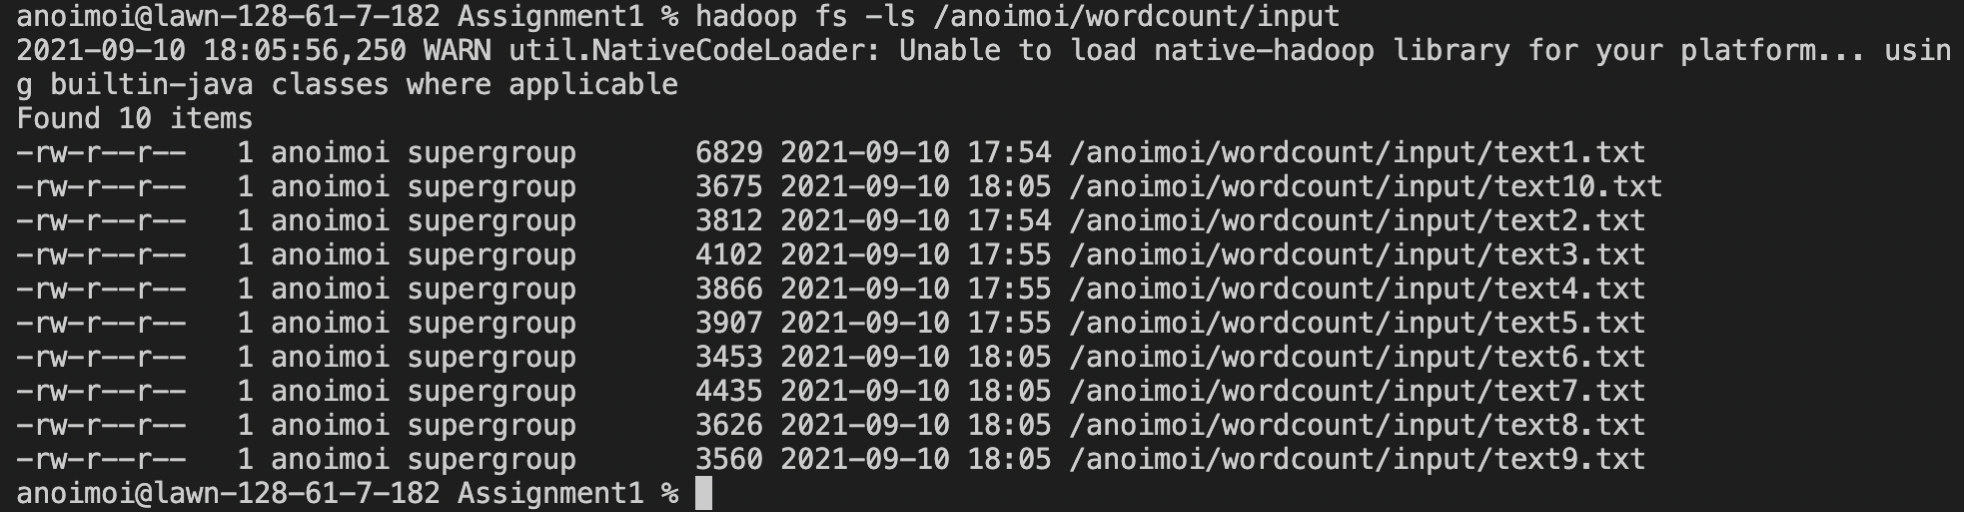 anoimoi@lawn-128-61-7-182 Assignment1 % hadoop fs -ls /anoimoi/wordcount/input
2021-09-10 18:05:56,250 WARN util.NativeCodeLoader: Unable to load native-hadoop library for your platform... usin
g builtin-java classes where applicable
Found 10 items
-rw-r--r--   1 anoimoi supergroup       6829 2021-09-10 17:54 /anoimoi/wordcount/input/text1.txt
-rw-r--r--   1 anoimoi supergroup       3675 2021-09-10 18:05 /anoimoi/wordcount/input/text10.txt
-rw-r--r--   1 anoimoi supergroup       3812 2021-09-10 17:54 /anoimoi/wordcount/input/text2.txt
-rw-r--r--   1 anoimoi supergroup       4102 2021-09-10 17:55 /anoimoi/wordcount/input/text3.txt
-rw-r--r--   1 anoimoi supergroup       3866 2021-09-10 17:55 /anoimoi/wordcount/input/text4.txt
-rw-r--r--   1 anoimoi supergroup       3907 2021-09-10 17:55 /anoimoi/wordcount/input/text5.txt
-rw-r--r--   1 anoimoi supergroup       3453 2021-09-10 18:05 /anoimoi/wordcount/input/text6.txt
-rw-r--r--   1 anoimoi supergroup       4435 2021-09-10 18:05 /anoimoi/wordcount/input/text7.txt
-rw-r--r--   1 anoimoi supergroup       3626 2021-09-10 18:05 /anoimoi/wordcount/input/text8.txt
-rw-r--r--   1 anoimoi supergroup       3560 2021-09-10 18:05 /anoimoi/wordcount/input/text9.txt
anoimoi@lawn-128-61-7-182 Assignment1 %